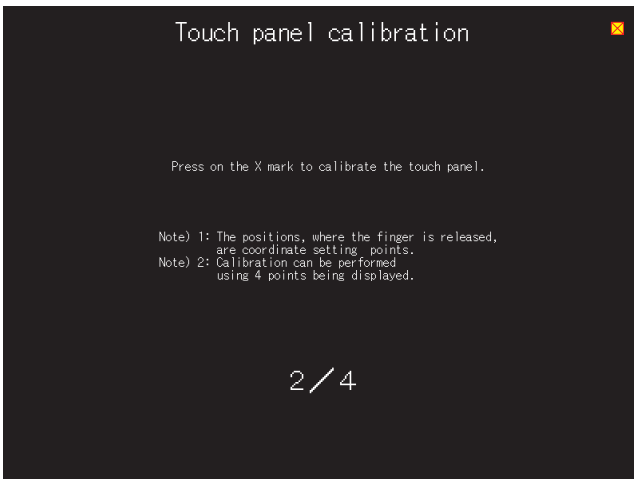 Touch panel calibration
Press on the X mark to calibrate the touch panel.
Note) 1: The positions, where the finger is released,
are coordinate setting points.
Note) 2: Calibration can be performed
using 4 points being displayed.
2/4